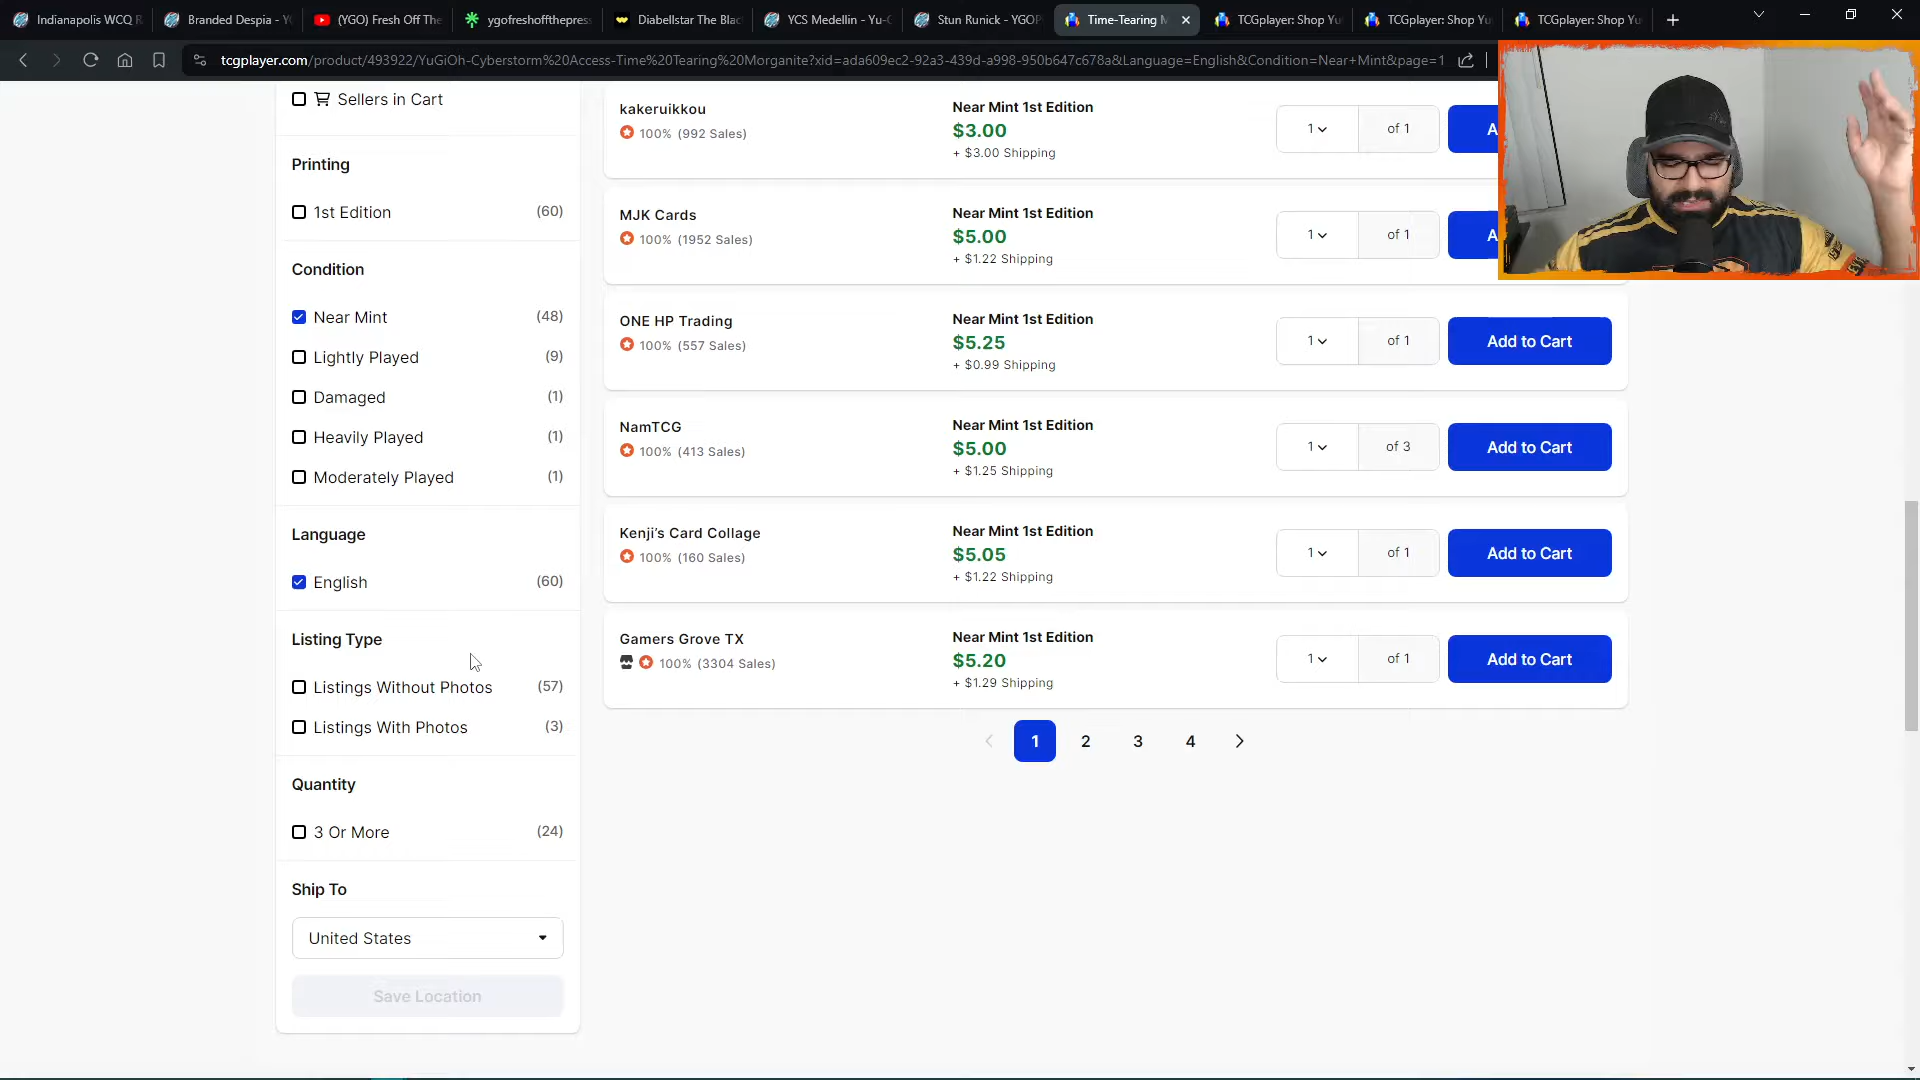 Indianapolis WCQ R
Branded Despia - Y
(YGO) Fresh Off The
ygofreshoffthepress
Diabellstar The Blac
YCS Medellin - Yu-G
Stun Runick - YGOP
Time-Tearing M
TCGplayer: Shop Yu
TCGplayer: Shop Yu
TCGplayer: Shop Yu
tcgplayer.com/product/493922/YuGiOh-Cyberstorm%20Access-Time%20Tearing%20Morganite?xid=ada609ec2-92a3-439d-a998-950b647c678a&Language=English&Condition=Near+Mint&page=1
Sellers in Cart
Printing
1st Edition (60)
Condition
Near Mint (48)
Lightly Played (9)
Damaged (1)
Heavily Played (1)
Moderately Played (1)
Language
English (60)
Listing Type
Listings Without Photos (57)
Listings With Photos (3)
Quantity
3 Or More (24)
Ship To
United States
Save Location
kakeruikkou
100% (992 Sales)
Near Mint 1st Edition
$3.00
+ $3.00 Shipping
1 of 1
A
MJK Cards
100% (1952 Sales)
Near Mint 1st Edition
$5.00
+ $1.22 Shipping
1 of 1
A
ONE HP Trading
100% (557 Sales)
Near Mint 1st Edition
$5.25
+ $0.99 Shipping
1 of 1
Add to Cart
NamTCG
100% (413 Sales)
Near Mint 1st Edition
$5.00
+ $1.25 Shipping
1 of 3
Add to Cart
Kenji's Card Collage
100% (160 Sales)
Near Mint 1st Edition
$5.05
+ $1.22 Shipping
1 of 1
Add to Cart
Gamers Grove TX
100% (3304 Sales)
Near Mint 1st Edition
$5.20
+ $1.29 Shipping
1 of 1
Add to Cart
1 2 3 4